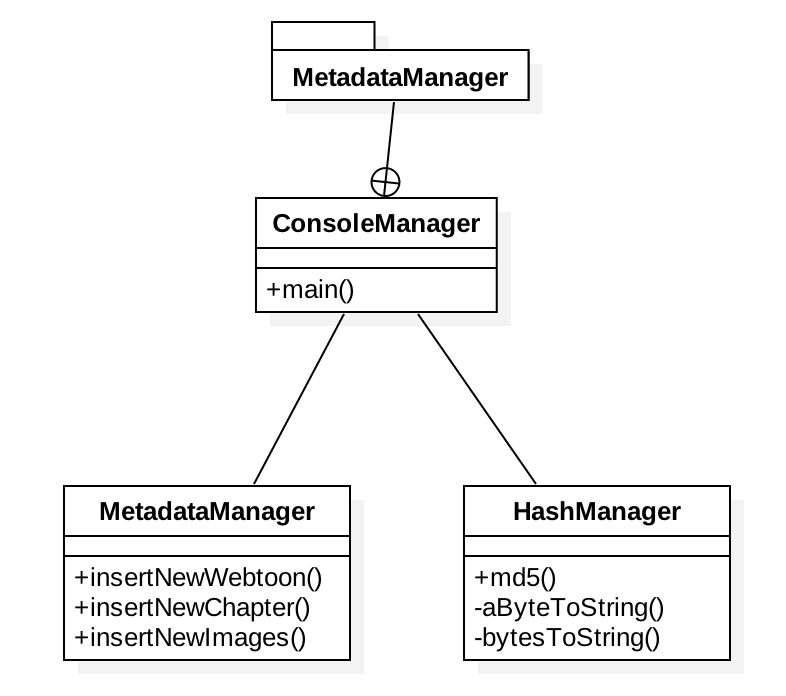 MetadataManager
ConsoleManager
+main()
MetadataManager
+insertNewWebtoon()
+insertNewChapter()
+insertNewImages()
HashManager
+md5()
-aByteToString()
-bytesToString()